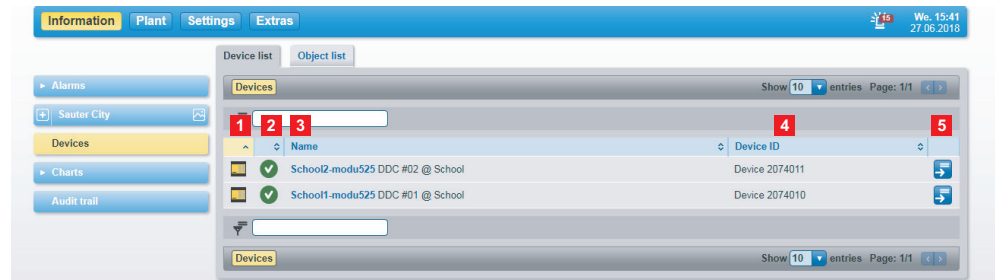 Information Plant Settings Extras 15 We. 15:41
27.06.2018
Device list Object list
Alarms
Sauter City
Devices
Charts
Audit trail
Devices Show 10 entries Page: 1/1
1 2 3 4 5
Name Device ID
School2-modu525 DDC #02 @ School Device 2074011
School1-modu525 DDC #01 @ School Device 2074010
Devices Show 10 entries Page: 1/1